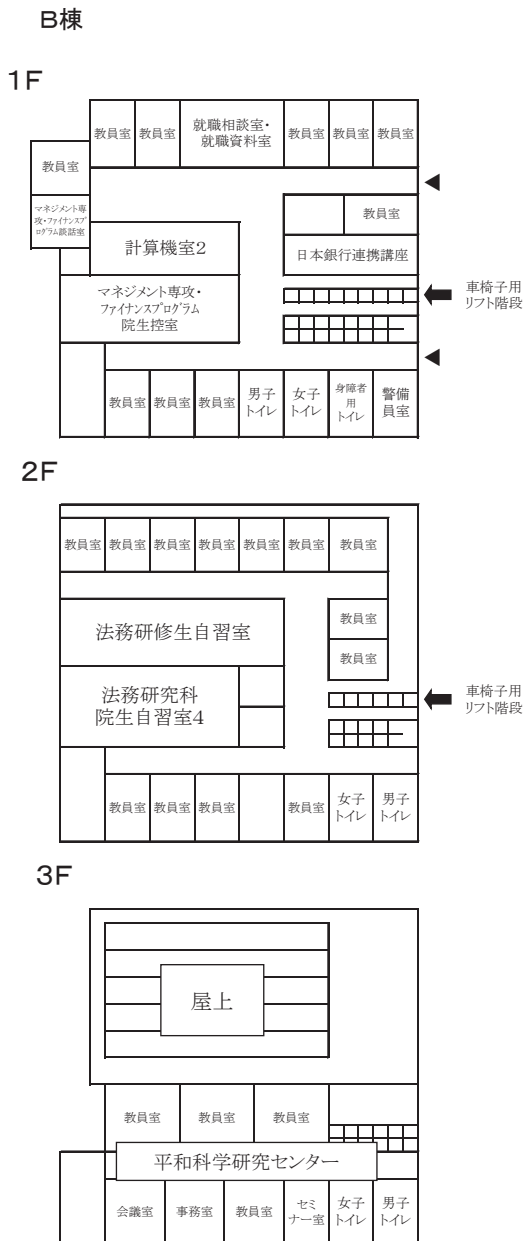 B棟
1F
教員室
教員室
就職相談室・
就職資料室
教員室
教員室
教員室
教員室
マネジメント専
攻・ファイナンスプ
ログラム談話室
教員室
計算機室2
日本銀行連携講座
マネジメント専攻・
ファイナンスプログラム
院生控室
車椅子用
リフト階段
教員室
教員室
教員室
男子
トイレ
女子
トイレ
身障者
用
トイレ
警備
員室
2F
教員室
教員室
教員室
教員室
教員室
教員室
教員室
法務研修生自習室
教員室
教員室
法務研究科
院生自習室4
車椅子用
リフト階段
教員室
教員室
教員室
教員室
女子
トイレ
男子
トイレ
3F
屋上
教員室
教員室
教員室
平和科学研究センター
会議室
事務室
教員室
セミ
ナー室
女子
トイレ
男子
トイレ